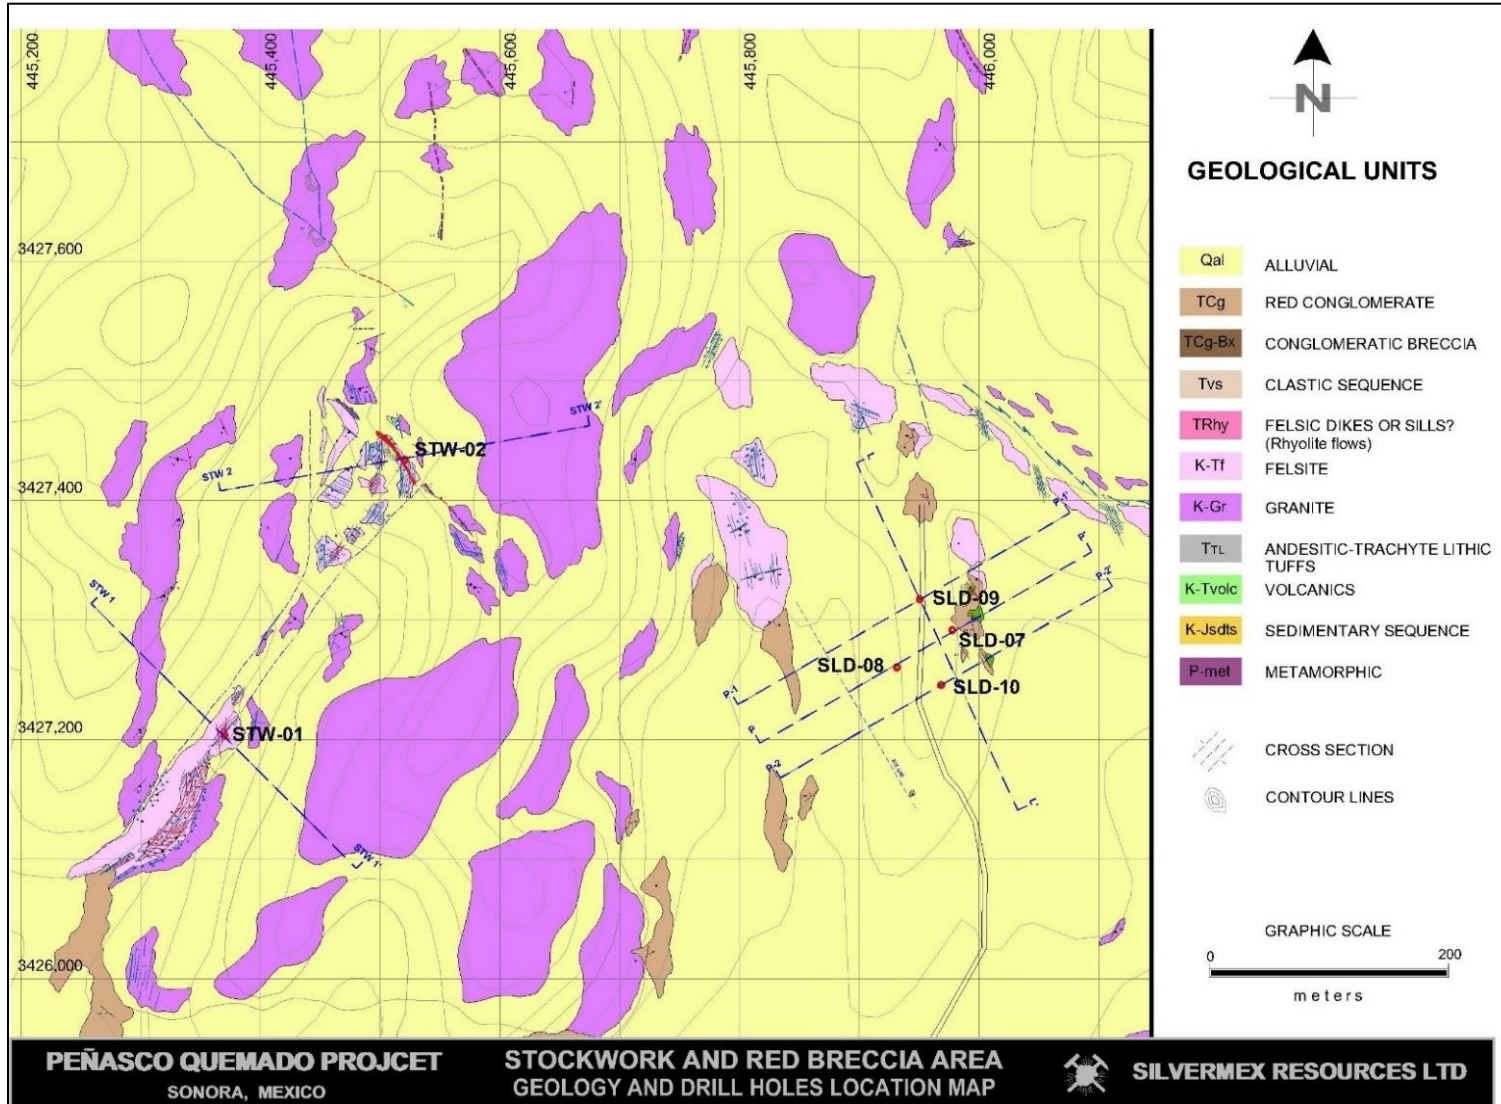 445,200
445,400
445,600
445,800
446,000
3427,600
3427,400
3427,200
3426,000
STW 2'
STW-02
STW 2
STW 1
STW-01
STW 1'
P-1'
P'
P-2'
SLD-09
SLD-07
SLD-08
SLD-10
P-1
P
P-2
N
GEOLOGICAL UNITS
Qal ALLUVIAL
TCg RED CONGLOMERATE
TCg-Bx CONGLOMERATIC BRECCIA
Tvs CLASTIC SEQUENCE
TRhy FELSIC DIKES OR SILLS?
(Rhyolite flows)
K-Tf FELSITE
K-Gr GRANITE
TTL ANDESITIC-TRACHYTE LITHIC
TUFFS
K-Tvolc VOLCANICS
K-Jsdts SEDIMENTARY SEQUENCE
P-met METAMORPHIC
CROSS SECTION
CONTOUR LINES
GRAPHIC SCALE
0 200
meters
PEÑASCO QUEMADO PROJCET
SONORA, MEXICO
STOCKWORK AND RED BRECCIA AREA
GEOLOGY AND DRILL HOLES LOCATION MAP
SILVERMEX RESOURCES LTD